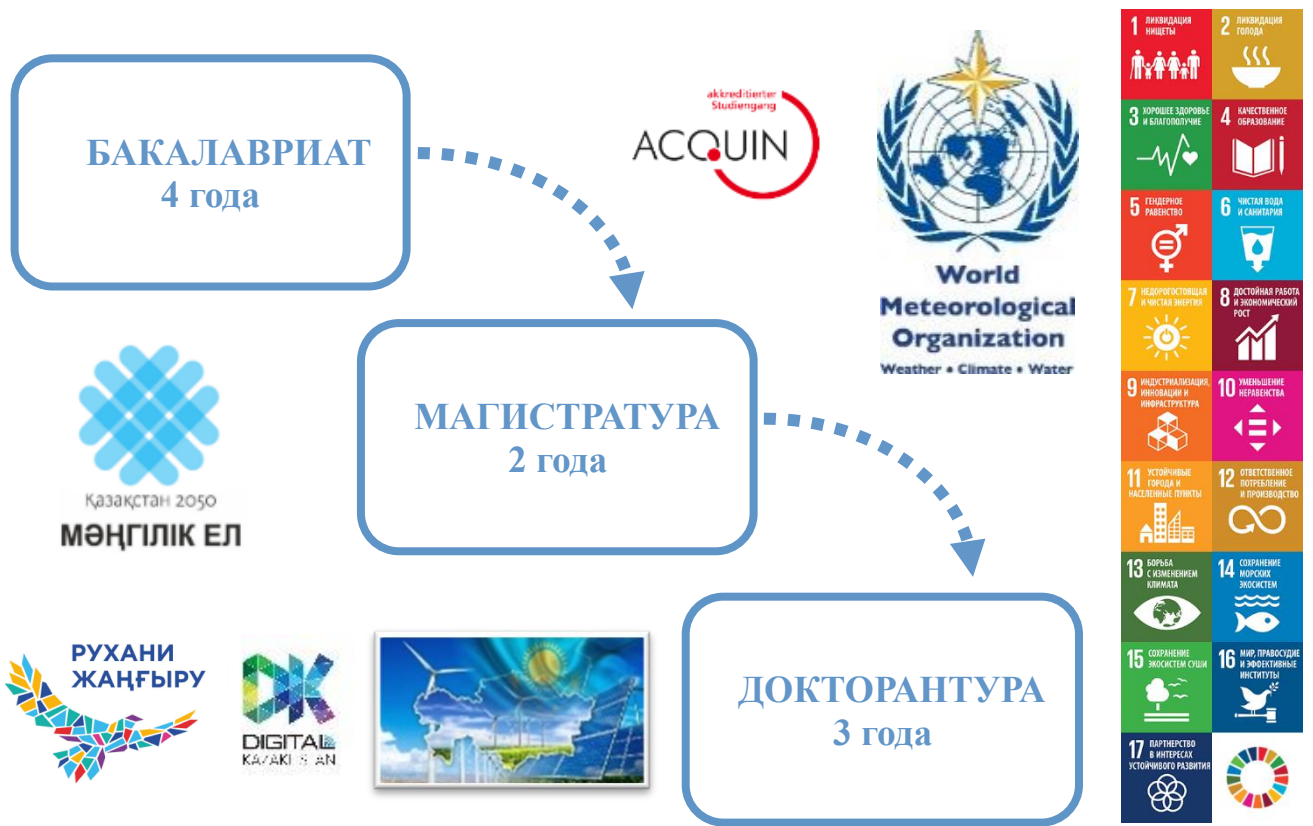 БАКАЛАВРИАТ
4 года
akkreditierter
Studiengang
ACQUIN
World
Meteorological
Organization
Weather • Climate • Water
МАГИСТРАТУРА
2 года
Қазақстан 2050
МӘҢГІЛІК ЕЛ
РУХАНИ
ЖАҢҒЫРУ
DK
DIGITAL
ДОКТОРАНТУРА
3 года
1 ЛИКВИДАЦИЯ
НИЩЕТЫ
2 ЛИКВИДАЦИЯ
ГОЛОДА
3 ХОРОШЕЕ ЗДОРОВЬЕ
И БЛАГОПОЛУЧИЕ
4 КАЧЕСТВЕННОЕ
ОБРАЗОВАНИЕ
5 ГЕНДЕРНОЕ
РАВЕНСТВО
6 ЧИСТАЯ ВОДА
И САНИТАРИЯ
7 НЕДОРОГОСТОЯЩАЯ
И ЧИСТАЯ ЭНЕРГИЯ
8 ДОСТОЙНАЯ РАБОТА
И ЭКОНОМИЧЕСКИЙ
РОСТ
9 ИНДУСТРИАЛИЗАЦИЯ,
ИННОВАЦИИ И
ИНФРАСТРУКТУРА
10 УМЕНЬШЕНИЕ
НЕРАВЕНСТВА
11 УСТОЙЧИВЫЕ
ГОРОДА И
НАСЕЛЕННЫЕ ПУНКТЫ
12 ОТВЕТСТВЕННОЕ
ПОТРЕБЛЕНИЕ
И ПРОИЗВОДСТВО
13 БОРЬБА
С ИЗМЕНЕНИЕМ
КЛИМАТА
14 СОХРАНЕНИЕ
МОРСКИХ
ЭКОСИСТЕМ
15 СОХРАНЕНИЕ
ЭКОСИСТЕМ СУШИ
16 МИР, ПРАВОСУДИЕ
И ЭФФЕКТИВНЫЕ
ИНСТИТУТЫ
17 ПАРТНЕРСТВО
В ИНТЕРЕСАХ
УСТОЙЧИВОГО РАЗВИТИЯ